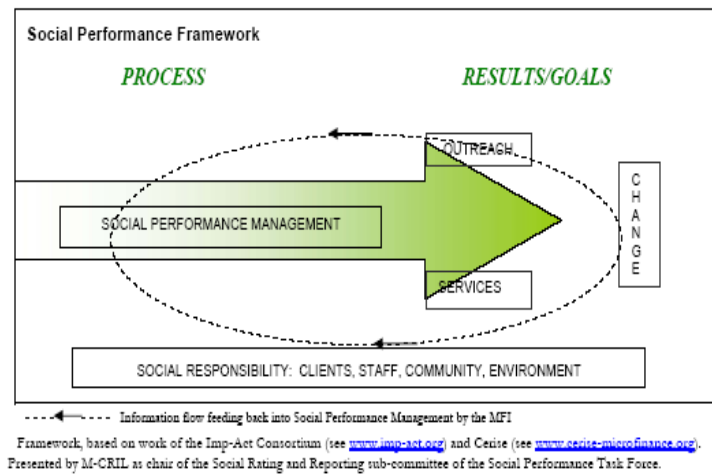 Social Performance Framework
PROCESS
RESULTS/GOALS
OUTREACH
CHANGE
SOCIAL PERFORMANCE MANAGEMENT
SERVICES
SOCIAL RESPONSIBILITY: CLIENTS, STAFF, COMMUNITY, ENVIRONMENT
Information flow feeding back into Social Performance Management by the MFI
Framework, based on work of the Imp-Act Consortium (see www.imp-act.org) and Cerise (see www.cerise-microfinance.org).
Presented by M-CRIL as chair of the Social Rating and Reporting sub-committee of the Social Performance Task Force.